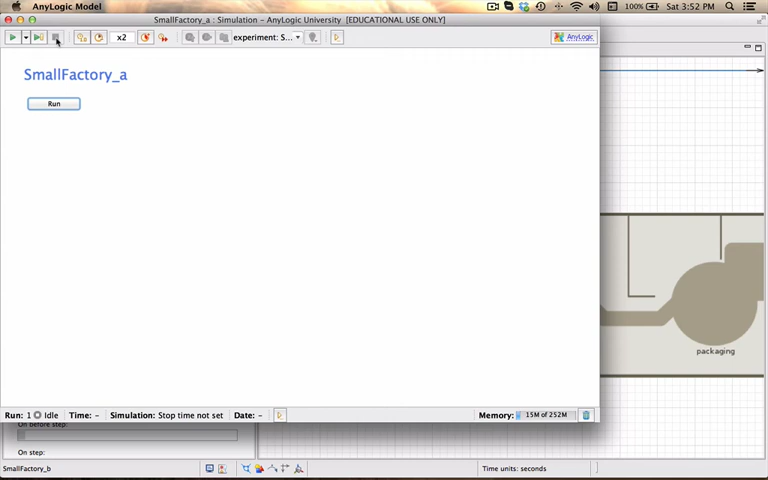 AnyLogic Model
100%
Sat 3:52 PM
SmallFactory_a : Simulation – AnyLogic University [EDUCATIONAL USE ONLY]
x2
experiment: S...
AnyLogic
SmallFactory_a
Run
packaging
Run: 1 Idle
Time: –
Simulation: Stop time not set
Date: –
Memory: 15M of 252M
On before step:
On step:
SmallFactory_b
Time units: seconds